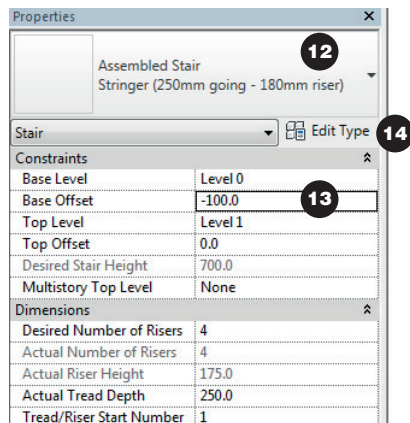 Properties ×
12
Assembled Stair
Stringer (250mm going - 180mm riser)
Stair Edit Type 14
Constraints
Base Level Level 0
Base Offset -100.0 13
Top Level Level 1
Top Offset 0.0
Desired Stair Height 700.0
Multistory Top Level None
Dimensions
Desired Number of Risers 4
Actual Number of Risers 4
Actual Riser Height 175.0
Actual Tread Depth 250.0
Tread/Riser Start Number 1